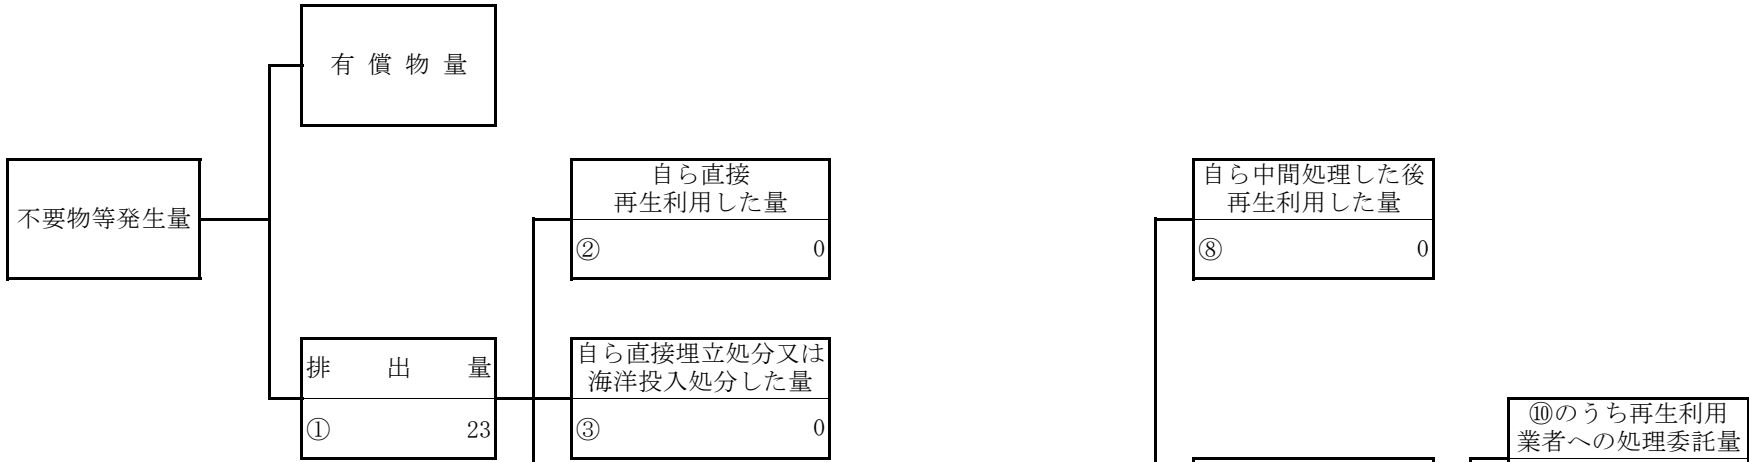 有償物量
不要物等発生量
自ら直接
再生利用した量
② 0
自ら中間処理した後
再生利用した量
⑧ 0
排出量
① 23
自ら直接埋立処分又は
海洋投入処分した量
③ 0
⑩のうち再生利用
業者への処理委託量